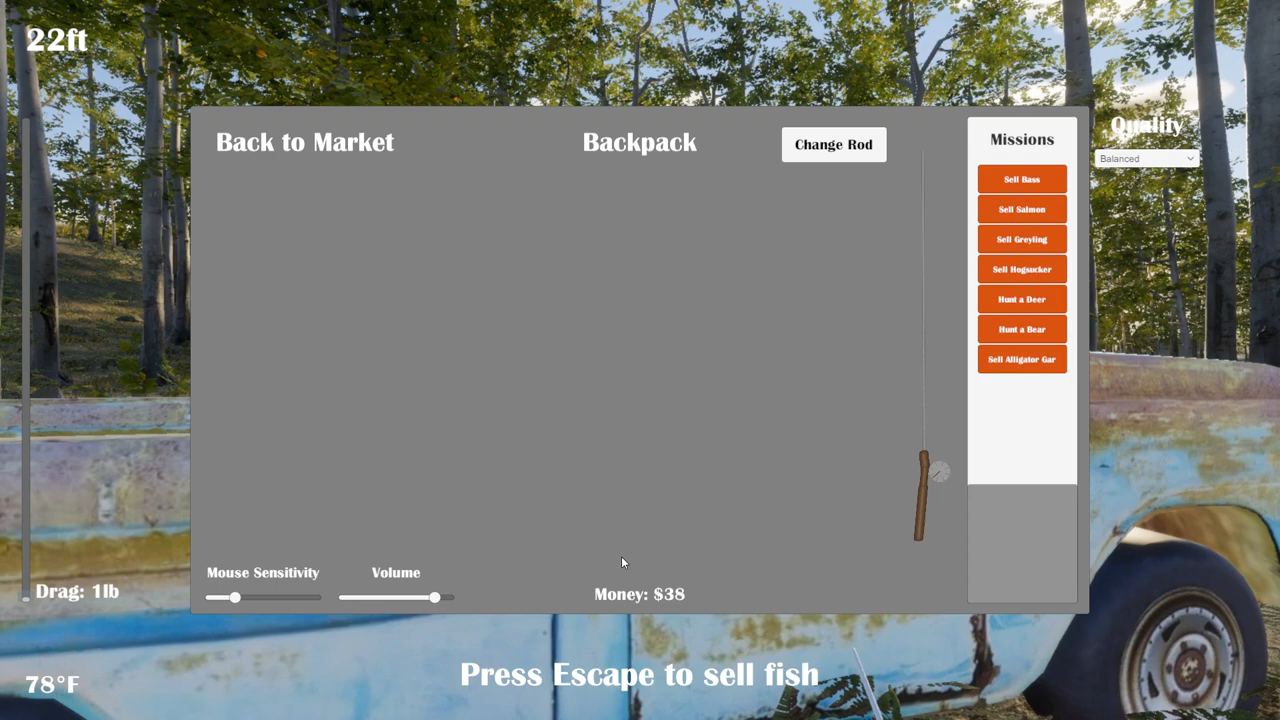 22ft
Back to Market
Backpack
Change Rod
Missions
Quality
Balanced
Sell Bass
Sell Salmon
Sell Greyling
Sell Hogsucker
Hunt a Deer
Hunt a Bear
Sell Alligator Gar
Mouse Sensitivity
Volume
Money: $38
Drag: 1lb
Press Escape to sell fish
78°F